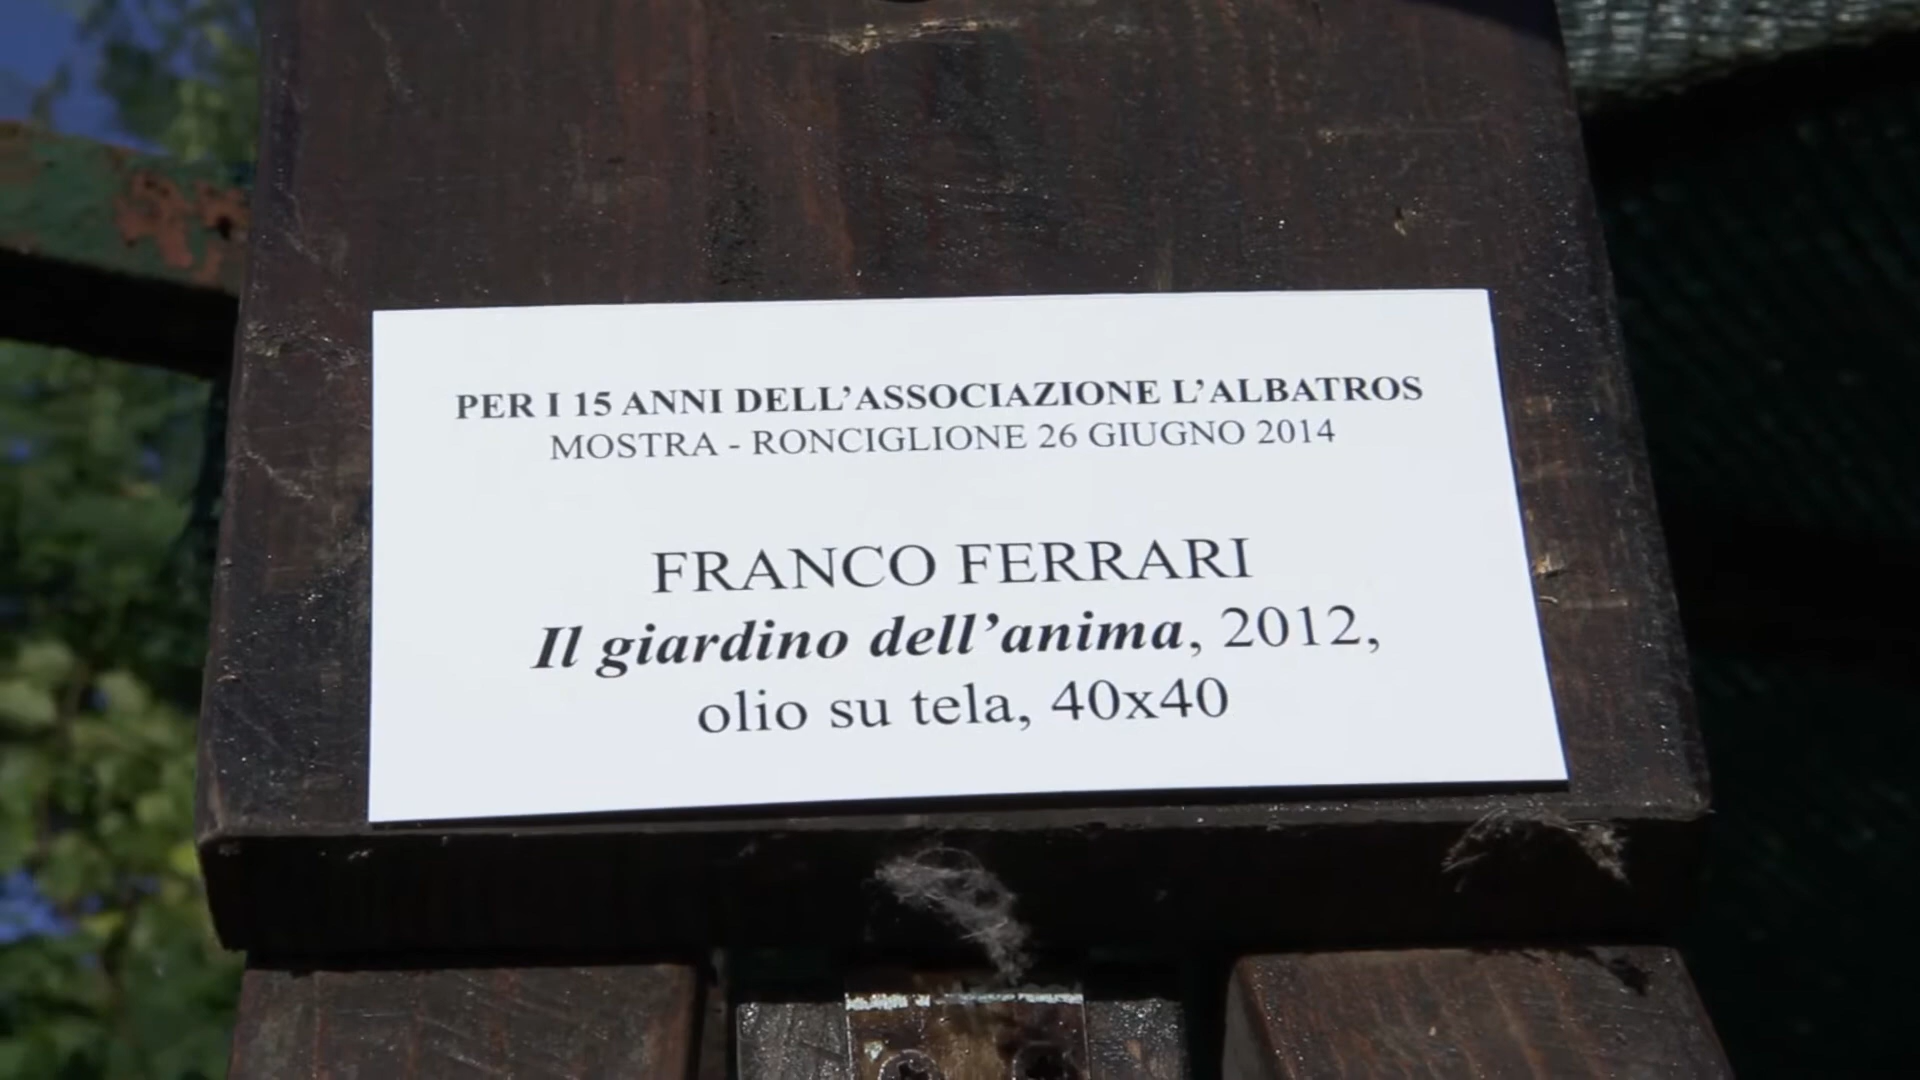 PER I 15 ANNI DELL’ASSOCIAZIONE L’ALBATROS
MOSTRA - RONCIGLIONE 26 GIUGNO 2014
FRANCO FERRARI
Il giardino dell’anima, 2012,
olio su tela, 40x40